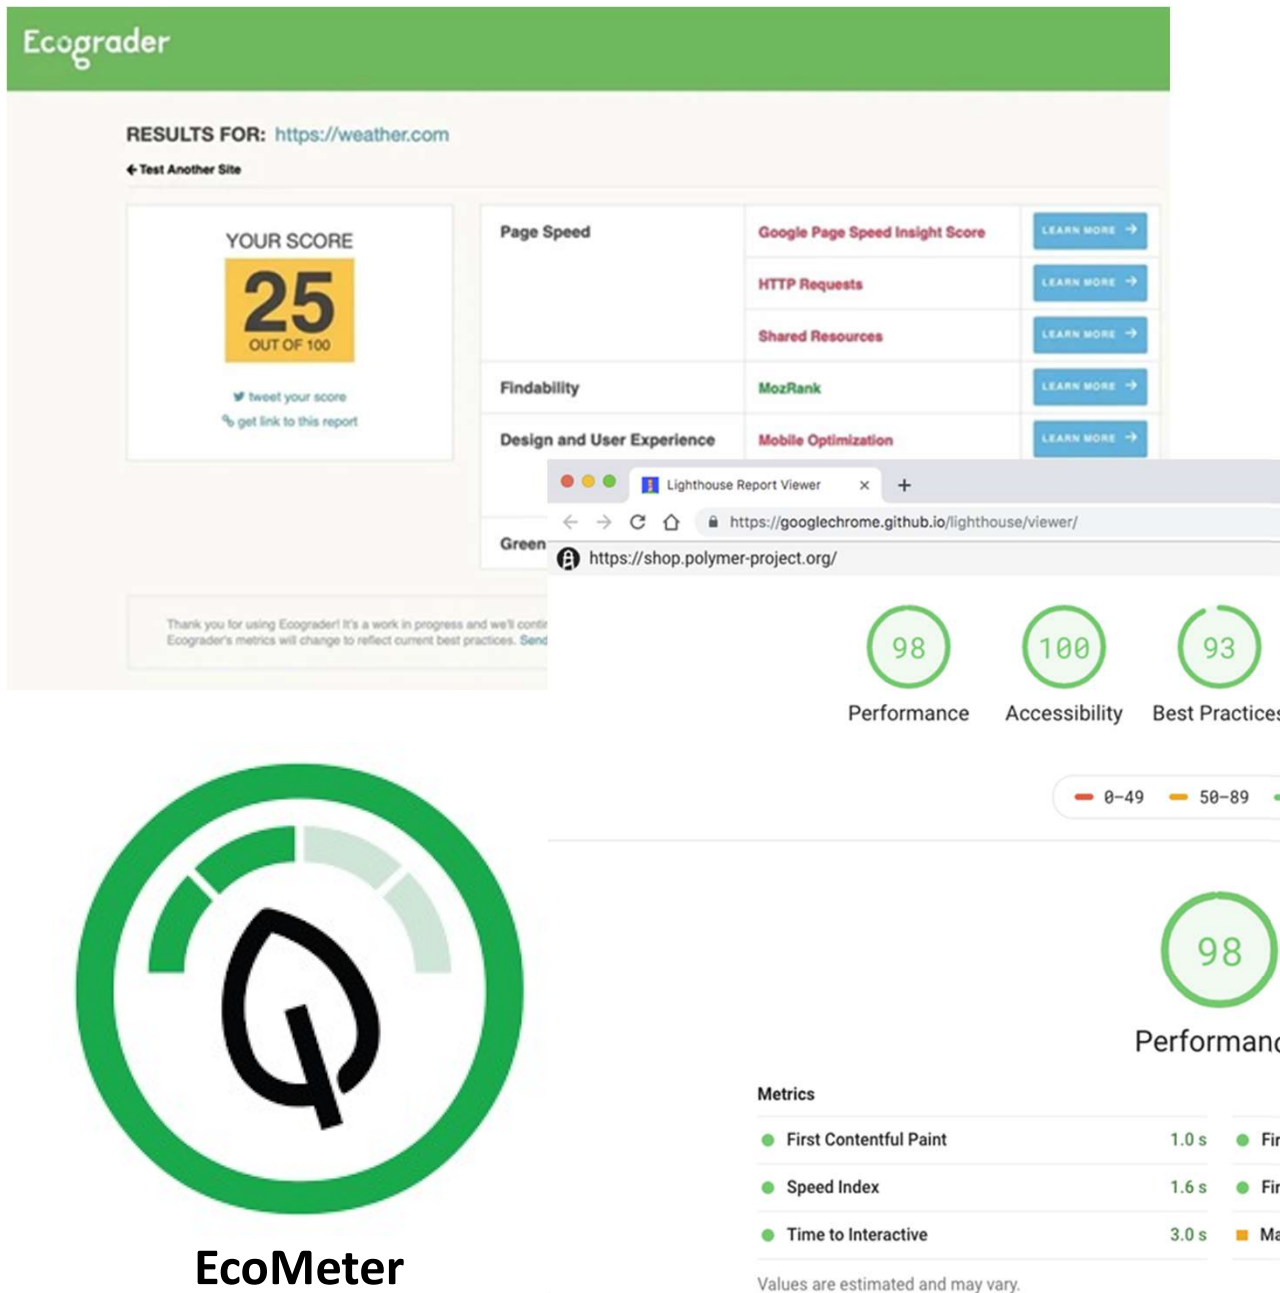 Ecograder
RESULTS FOR: https://weather.com
Test Another Site
YOUR SCORE
25
OUT OF 100
tweet your score
get link to this report
Page Speed
Google Page Speed Insight Score
LEARN MORE
HTTP Requests
LEARN MORE
Shared Resources
LEARN MORE
Findability
MozRank
LEARN MORE
Design and User Experience
Mobile Optimization
LEARN MORE
Green
Thank you for using Ecograder! It's a work in progress and we'll conti
Ecograder's metrics will change to reflect current best practices. Send
Lighthouse Report Viewer
https://googlechrome.github.io/lighthouse/viewer/
https://shop.polymer-project.org/
98 100 93
Performance Accessibility Best Practices
0–49 50–89
98
Performanc
Metrics
First Contentful Paint 1.0 s Fir
Speed Index 1.6 s Fir
Time to Interactive 3.0 s Ma
Values are estimated and may vary.
EcoMeter